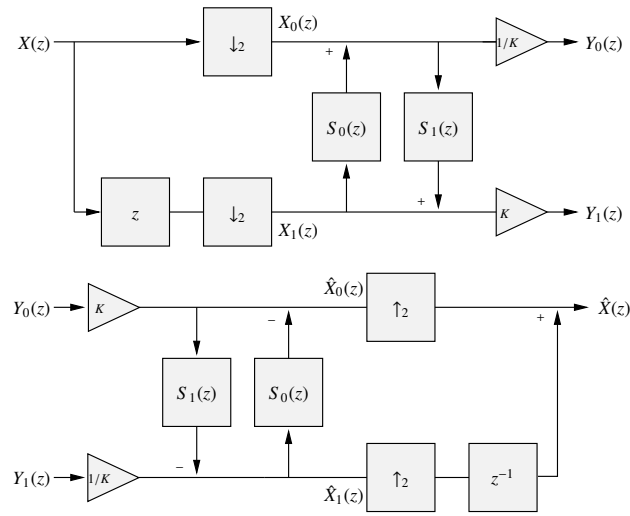 X(z) ↓2 X0(z) + 1/K Y0(z)
S0(z) S1(z)
z ↓2 X1(z) + K Y1(z)
Y0(z) K − X̂0(z) ↑2 + X̂(z)
S1(z) S0(z)
Y1(z) 1/K − X̂1(z) ↑2 z⁻¹